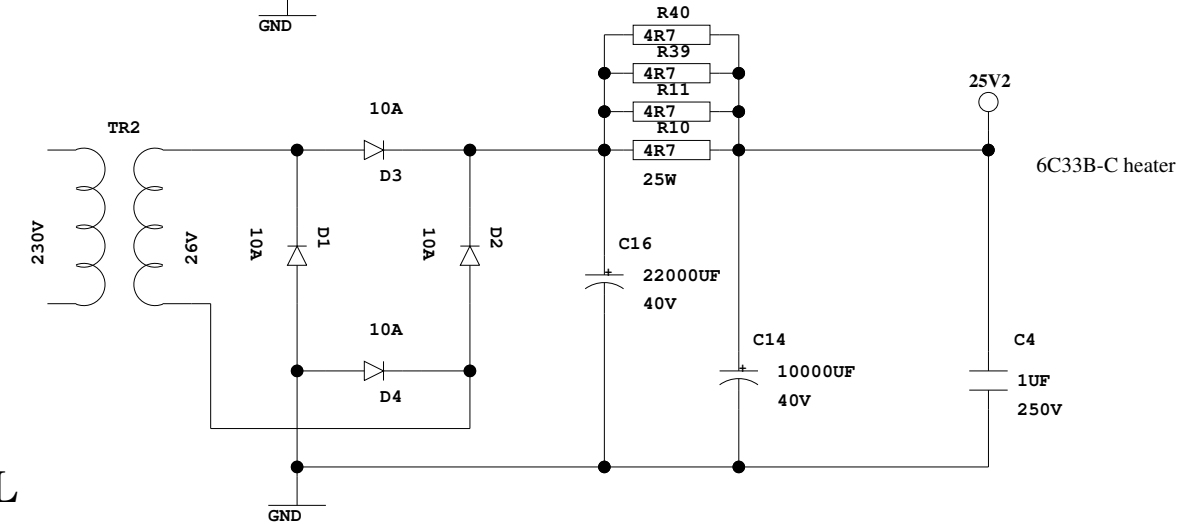 GND
R40
4R7
R39
4R7
R11
4R7
R10
4R7
25W
25V2
6C33B-C heater
TR2
230V
26V
10A
D3
10A
D1
10A
D2
10A
D4
C16
+
22000UF
40V
C14
+
10000UF
40V
C4
1UF
250V
L
GND